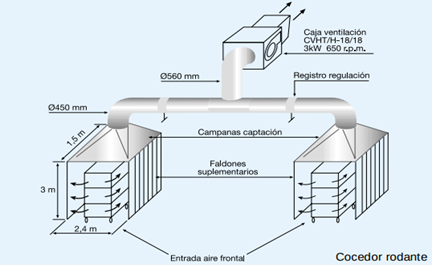 Caja ventilación
CVHT/H-18/18
3kW 650 r.p.m.
Ø560 mm
Registro regulación
Ø450 mm
1,5 m
Campanas captación
Faldones
suplementarios
3 m
2,4 m
Entrada aire frontal
Cocedor rodante